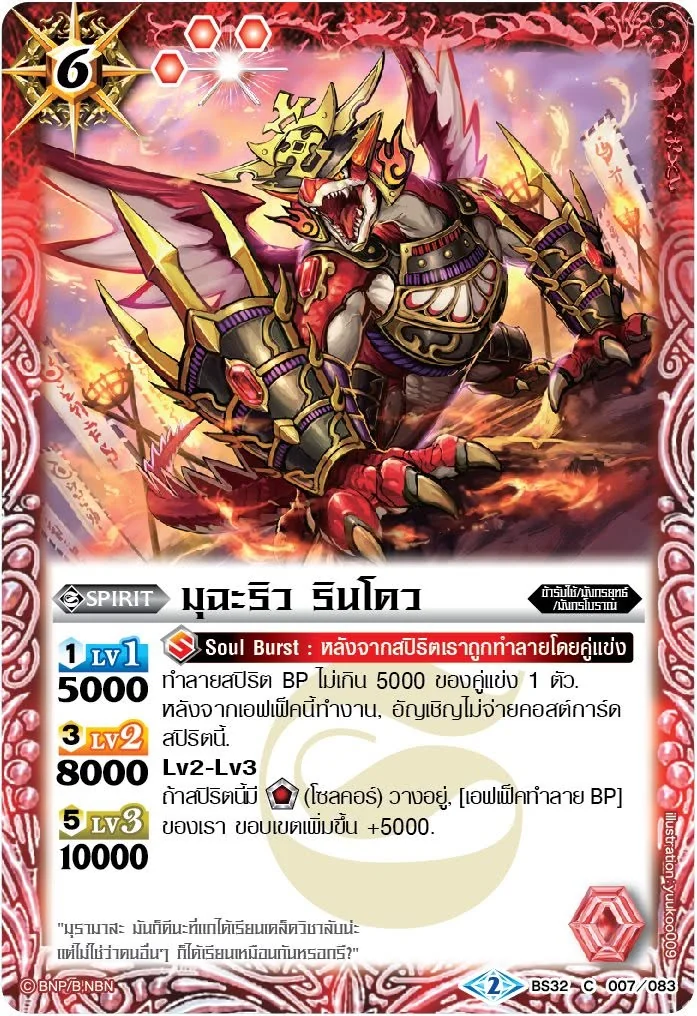 6
SPIRIT มุฉะริว รินโดว
ข้ารับใช้/มังกรยุทธ์
/มังกรโบราณ
1 LV1
5000
3 LV2
8000
5 LV3
10000
S Soul Burst : หลังจากสปิริตเราถูกทำลายโดยคู่แข่ง
ทำลายสปิริต BP ไม่เกิน 5000 ของคู่แข่ง 1 ตัว.
หลังจากเอฟเฟ็คนี้ทำงาน, อัญเชิญไม่จ่ายคอสต์การ์ด
สปิริตนี้.
Lv2-Lv3
ถ้าสปิริตนี้มี (โซลคอร์) วางอยู่, [เอฟเฟ็คทำลาย BP]
ของเรา ขอบเขตเพิ่มขึ้น +5000.
"มุรามาสะ มันก็ดีนะที่แกได้เรียนเคล็ดวิชาลับน่ะ
แต่ไม่ใช่ว่าคนอื่นๆ ก็ได้เรียนเหมือนกันหรอกรึ?"
illustration:yuukoo009
©BNP/B,NBN
2 BS32 C 007/083